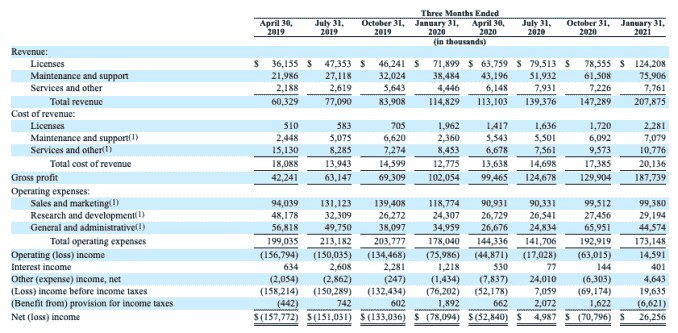 Three Months Ended
April 30, 2019 July 31, 2019 October 31, 2019 January 31, 2020 April 30, 2020 July 31, 2020 October 31, 2020 January 31, 2021
(in thousands)
Revenue:
Licenses $ 36,155 $ 47,353 $ 46,241 $ 71,899 $ 63,759 $ 79,513 $ 78,555 $ 124,208
Maintenance and support 21,986 27,118 32,024 38,484 43,196 51,932 61,508 75,906
Services and other 2,188 2,619 5,643 4,446 6,148 7,931 7,226 7,761
Total revenue 60,329 77,090 83,908 114,829 113,103 139,376 147,289 207,875
Cost of revenue:
Licenses 510 583 705 1,962 1,417 1,636 1,720 2,281
Maintenance and support(1) 2,448 5,075 6,620 2,360 5,543 5,501 6,092 7,079
Services and other(1) 15,130 8,285 7,274 8,453 6,678 7,561 9,573 10,776
Total cost of revenue 18,088 13,943 14,599 12,775 13,638 14,698 17,385 20,136
Gross profit 42,241 63,147 69,309 102,054 99,465 124,678 129,904 187,739
Operating expenses:
Sales and marketing(1) 94,039 131,123 139,408 118,774 90,931 90,331 99,512 99,380
Research and development(1) 48,178 32,309 26,272 24,307 26,729 26,541 27,456 29,194
General and administrative(1) 56,818 49,750 38,097 34,959 26,676 24,834 65,951 44,574
Total operating expenses 199,035 213,182 203,777 178,040 144,336 141,706 192,919 173,148
Operating (loss) income (156,794) (150,035) (134,468) (75,986) (44,871) (17,028) (63,015) 14,591
Interest income 634 2,608 2,281 1,218 530 77 144 401
Other (expense) income, net (2,054) (2,862) (247) (1,434) (7,837) 24,010 (6,303) 4,643
(Loss) income before income taxes (158,214) (150,289) (132,434) (76,202) (52,178) 7,059 (69,174) 19,635
(Benefit from) provision for income taxes (442) 742 602 1,892 662 2,072 1,622 (6,621)
Net (loss) income $ (157,772) $ (151,031) $ (133,036) $ (78,094) $ (52,840) $ 4,987 $ (70,796) $ 26,256